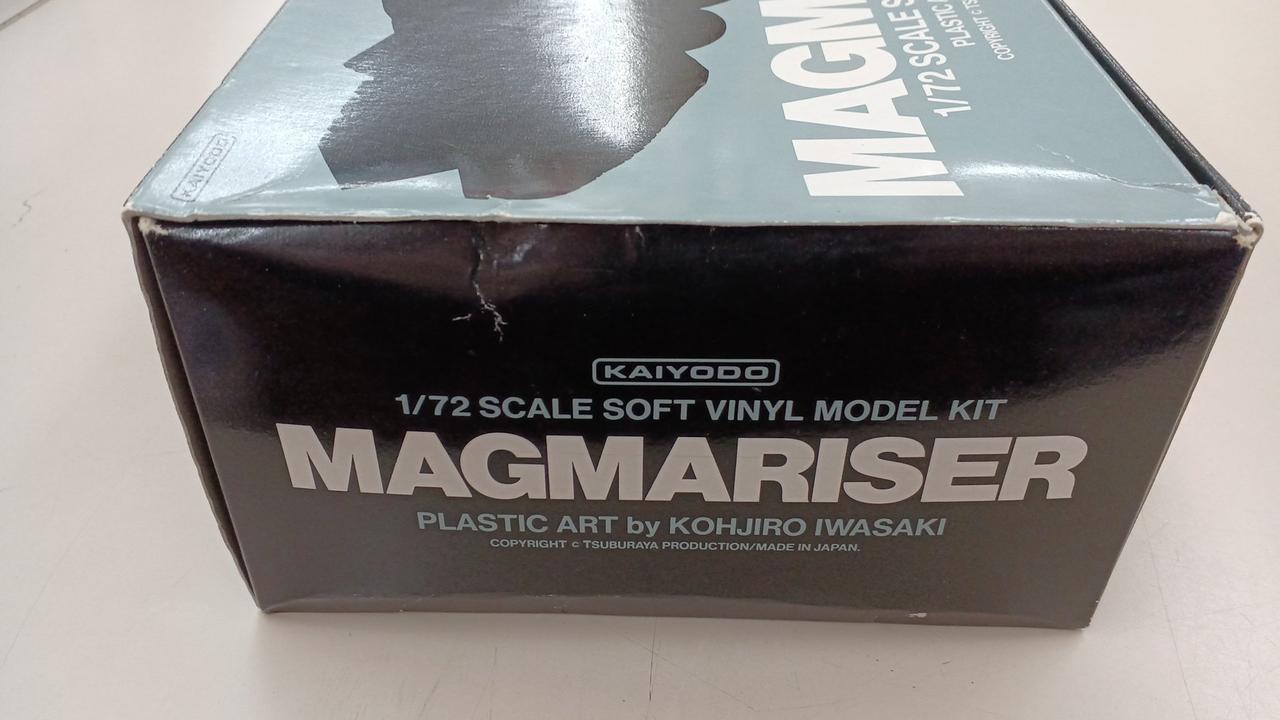 KAIYODO
MAGM
1/72 SCALE S
PLASTIC
COPYRIGHT
KAIYODO
1/72 SCALE SOFT VINYL MODEL KIT
MAGMARISER
PLASTIC ART by KOHJIRO IWASAKI
COPYRIGHT c TSUBURAYA PRODUCTION/MADE IN JAPAN.